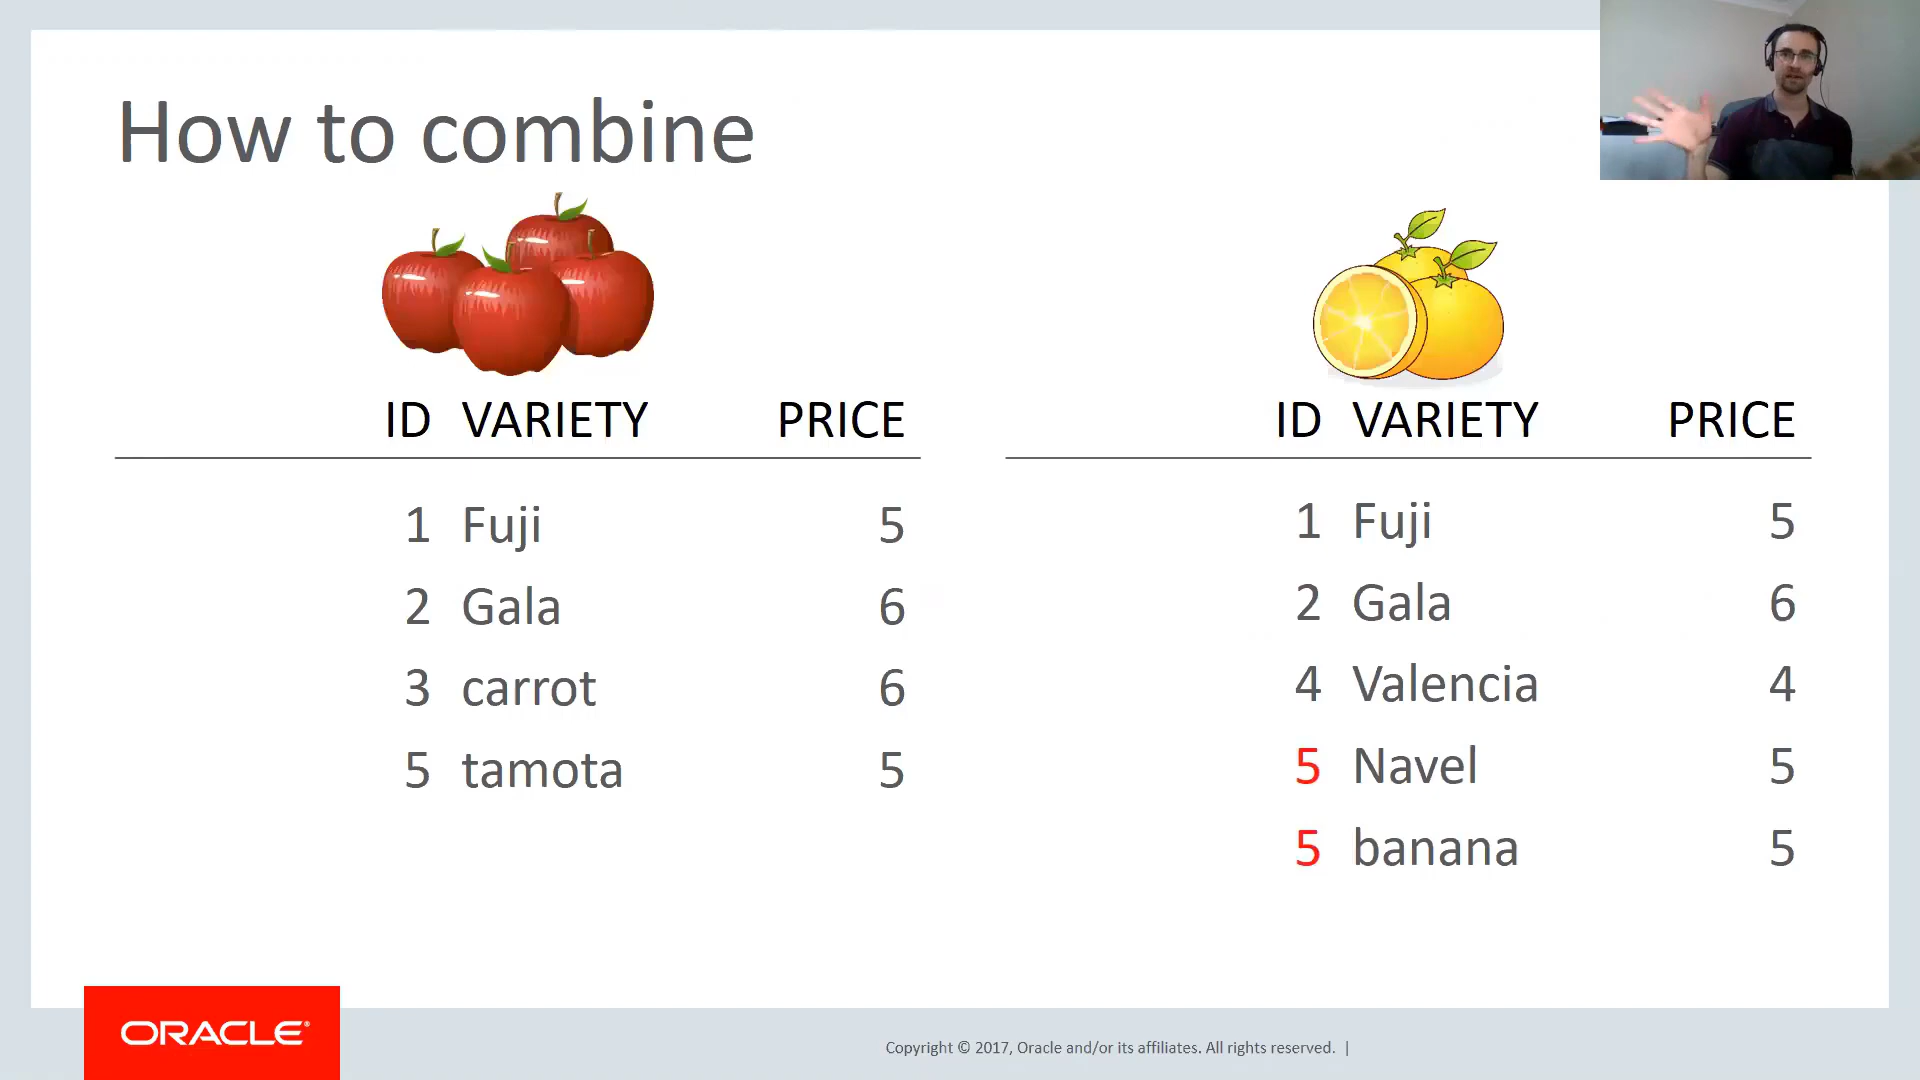 How to combine
ID VARIETY PRICE
1 Fuji 5
2 Gala 6
3 carrot 6
5 tamota 5
ID VARIETY PRICE
1 Fuji 5
2 Gala 6
4 Valencia 4
5 Navel 5
5 banana 5
ORACLE®
Copyright © 2017, Oracle and/or its affiliates. All rights reserved. |